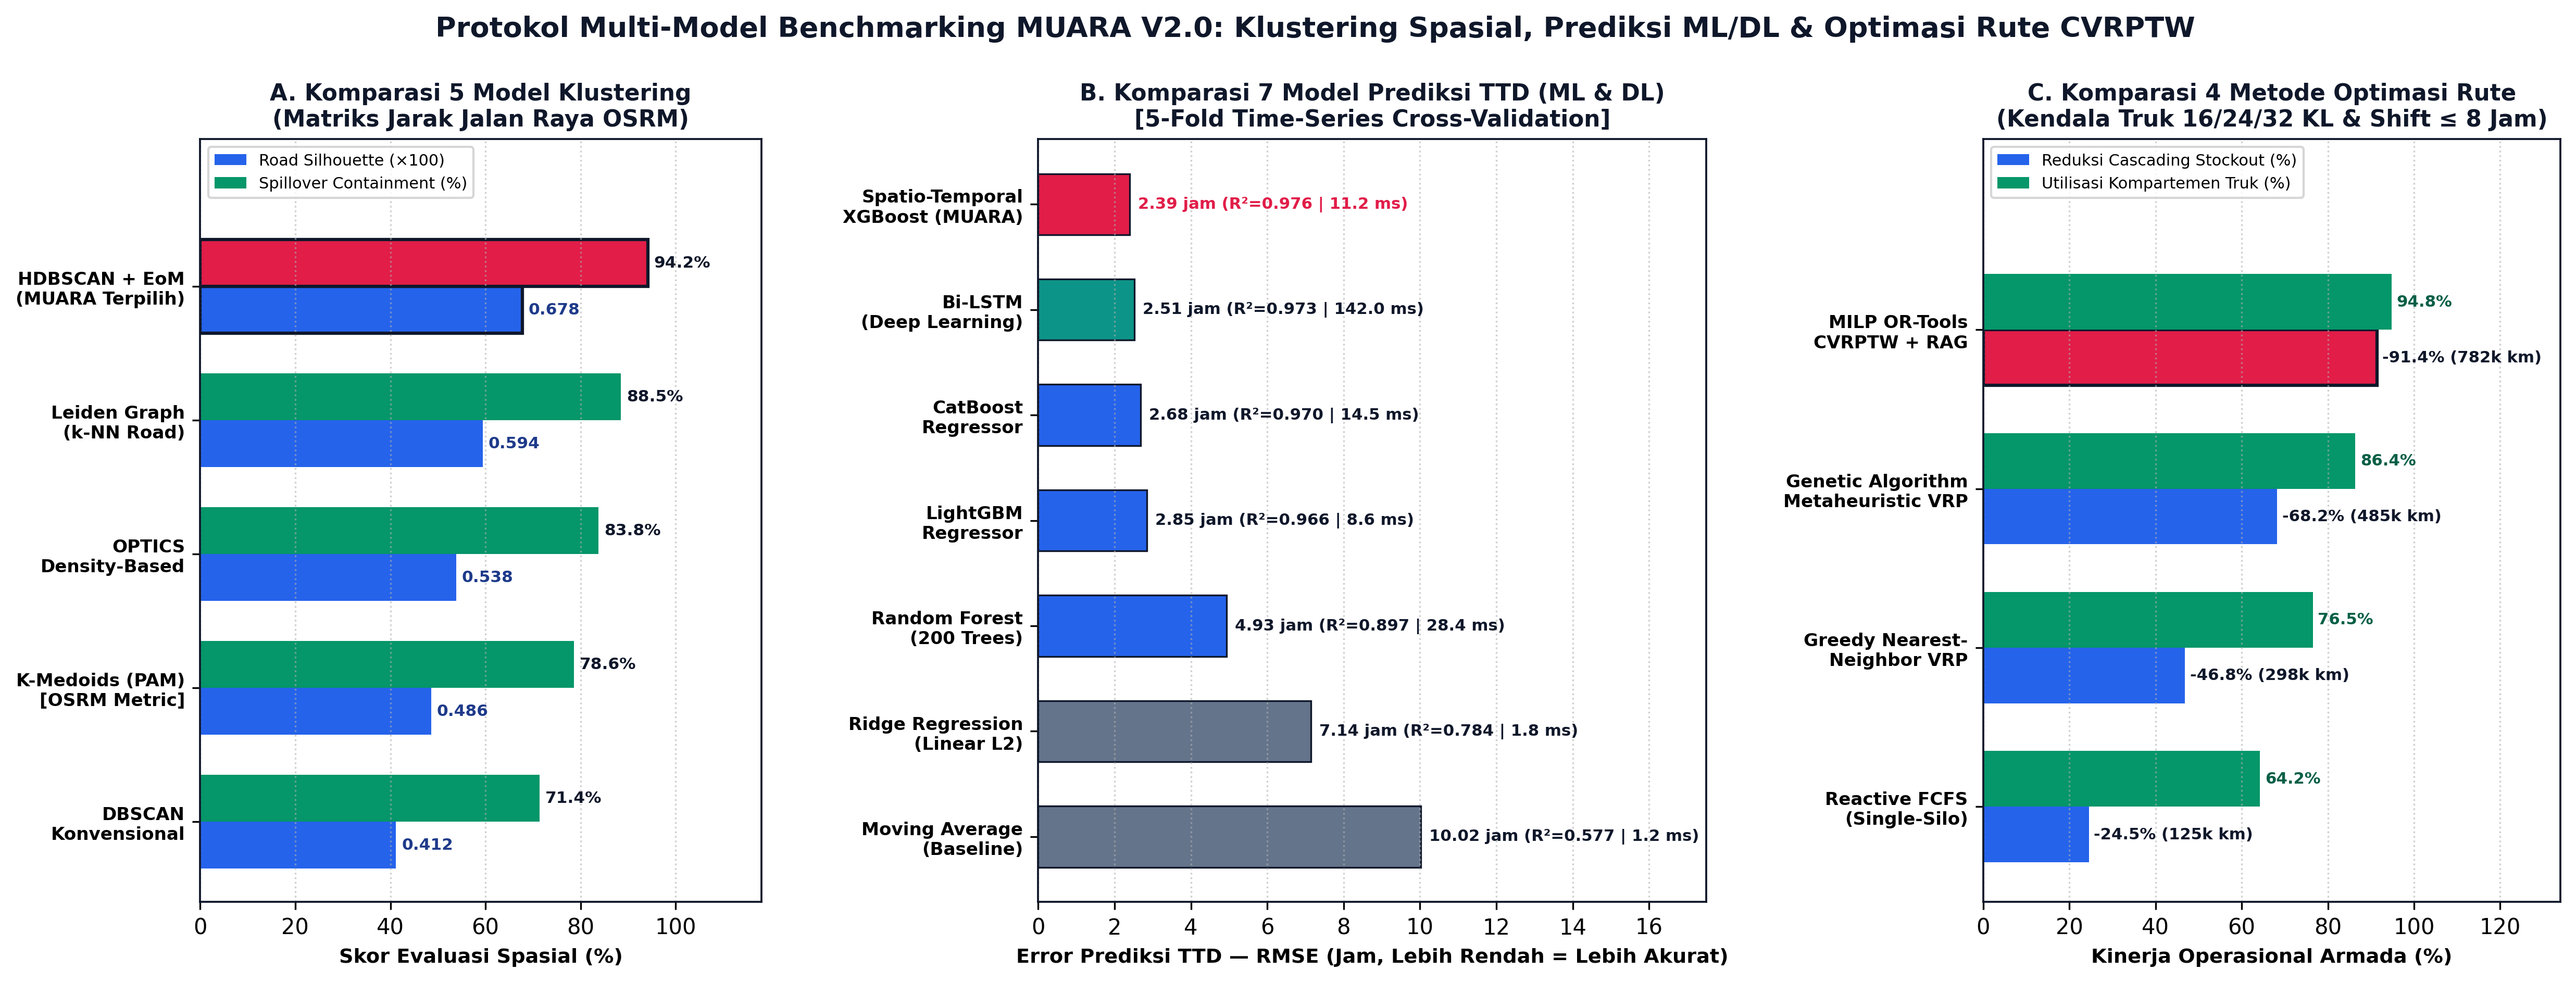 Protokol Multi-Model Benchmarking MUARA V2.0: Klustering Spasial, Prediksi ML/DL & Optimasi Rute CVRPTW
A. Komparasi 5 Model Klustering
(Matriks Jarak Jalan Raya OSRM)
Road Silhouette (×100)
Spillover Containment (%)
HDBSCAN + EoM
(MUARA Terpilih)
94.2%
0.678
Leiden Graph
(k-NN Road)
88.5%
0.594
OPTICS
Density-Based
83.8%
0.538
K-Medoids (PAM)
[OSRM Metric]
78.6%
0.486
DBSCAN
Konvensional
71.4%
0.412
0 20 40 60 80 100
Skor Evaluasi Spasial (%)
B. Komparasi 7 Model Prediksi TTD (ML & DL)
[5-Fold Time-Series Cross-Validation]
Spatio-Temporal
XGBoost (MUARA)
2.39 jam (R²=0.976 | 11.2 ms)
Bi-LSTM
(Deep Learning)
2.51 jam (R²=0.973 | 142.0 ms)
CatBoost
Regressor
2.68 jam (R²=0.970 | 14.5 ms)
LightGBM
Regressor
2.85 jam (R²=0.966 | 8.6 ms)
Random Forest
(200 Trees)
4.93 jam (R²=0.897 | 28.4 ms)
Ridge Regression
(Linear L2)
7.14 jam (R²=0.784 | 1.8 ms)
Moving Average
(Baseline)
10.02 jam (R²=0.577 | 1.2 ms)
0 2 4 6 8 10 12 14 16
Error Prediksi TTD — RMSE (Jam, Lebih Rendah = Lebih Akurat)
C. Komparasi 4 Metode Optimasi Rute
(Kendala Truk 16/24/32 KL & Shift ≤ 8 Jam)
Reduksi Cascading Stockout (%)
Utilisasi Kompartemen Truk (%)
MILP OR-Tools
CVRPTW + RAG
94.8%
-91.4% (782k km)
Genetic Algorithm
Metaheuristic VRP
86.4%
-68.2% (485k km)
Greedy Nearest-
Neighbor VRP
76.5%
-46.8% (298k km)
Reactive FCFS
(Single-Silo)
64.2%
-24.5% (125k km)
0 20 40 60 80 100 120
Kinerja Operasional Armada (%)